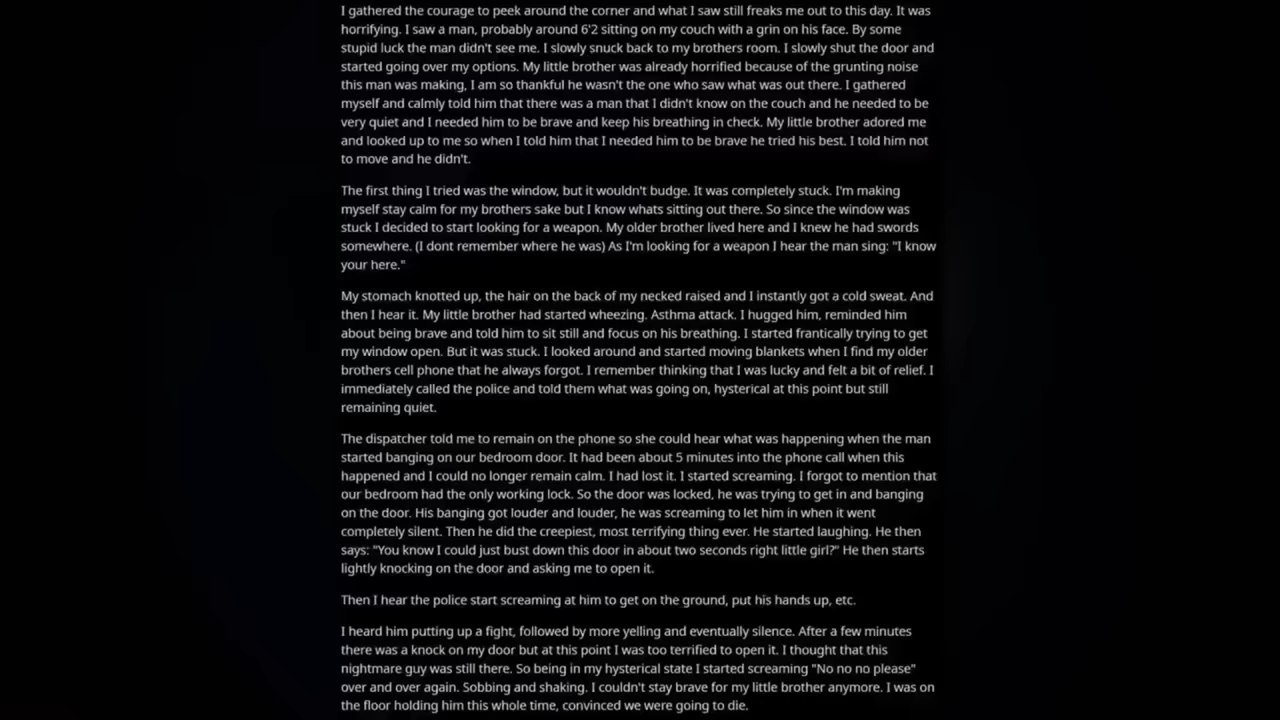 I gathered the courage to peek around the corner and what I saw still freaks me out to this day. It was
horrifying. I saw a man, probably around 6'2 sitting on my couch with a grin on his face. By some
stupid luck the man didn't see me. I slowly snuck back to my brothers room. I slowly shut the door and
started going over my options. My little brother was already horrified because of the grunting noise
this man was making, I am so thankful he wasn't the one who saw what was out there. I gathered
myself and calmly told him that there was a man that I didn't know on the couch and he needed to be
very quiet and I needed him to be brave and keep his breathing in check. My little brother adored me
and looked up to me so when I told him that I needed him to be brave he tried his best. I told him not
to move and he didn't.
The first thing I tried was the window, but it wouldn't budge. It was completely stuck. I'm making
myself stay calm for my brothers sake but I know whats sitting out there. So since the window was
stuck I decided to start looking for a weapon. My older brother lived here and I knew he had swords
somewhere. (I dont remember where he was) As I'm looking for a weapon I hear the man sing: "I know
your here."
My stomach knotted up, the hair on the back of my necked raised and I instantly got a cold sweat. And
then I hear it. My little brother had started wheezing. Asthma attack. I hugged him, reminded him
about being brave and told him to sit still and focus on his breathing. I started frantically trying to get
my window open. But it was stuck. I looked around and started moving blankets when I find my older
brothers cell phone that he always forgot. I remember thinking that I was lucky and felt a bit of relief. I
immediately called the police and told them what was going on, hysterical at this point but still
remaining quiet.
The dispatcher told me to remain on the phone so she could hear what was happening when the man
started banging on our bedroom door. It had been about 5 minutes into the phone call when this
happened and I could no longer remain calm. I had lost it. I started screaming. I forgot to mention that
our bedroom had the only working lock. So the door was locked, he was trying to get in and banging
on the door. His banging got louder and louder, he was screaming to let him in when it went
completely silent. Then he did the creepiest, most terrifying thing ever. He started laughing. He then
says: "You know I could just bust down this door in about two seconds right little girl?" He then starts
lightly knocking on the door and asking me to open it.
Then I hear the police start screaming at him to get on the ground, put his hands up, etc.
I heard him putting up a fight, followed by more yelling and eventually silence. After a few minutes
there was a knock on my door but at this point I was too terrified to open it. I thought that this
nightmare guy was still there. So being in my hysterical state I started screaming "No no no please"
over and over again. Sobbing and shaking. I couldn't stay brave for my little brother anymore. I was on
the floor holding him this whole time, convinced we were going to die.